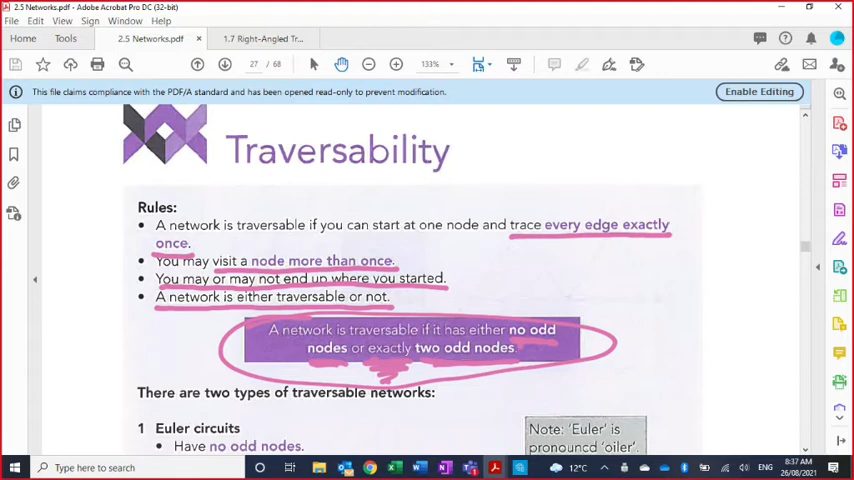 2.5 Networks.pdf - Adobe Acrobat Pro DC (32-bit)
File Edit View Sign Window Help
Home Tools 2.5 Networks.pdf × 1.7 Right-Angled Tr...
27 / 68 133%
This file claims compliance with the PDF/A standard and has been opened read-only to prevent modification. Enable Editing
Traversability
Rules:
• A network is traversable if you can start at one node and trace every edge exactly
once.
• You may visit a node more than once.
• You may or may not end up where you started.
• A network is either traversable or not.
A network is traversable if it has either no odd
nodes or exactly two odd nodes.
There are two types of traversable networks:
1 Euler circuits
• Have no odd nodes.
Note: ‘Euler’ is
pronouncd ‘oiler’.
Type here to search
12°C
ENG
8:37 AM
26/08/2021